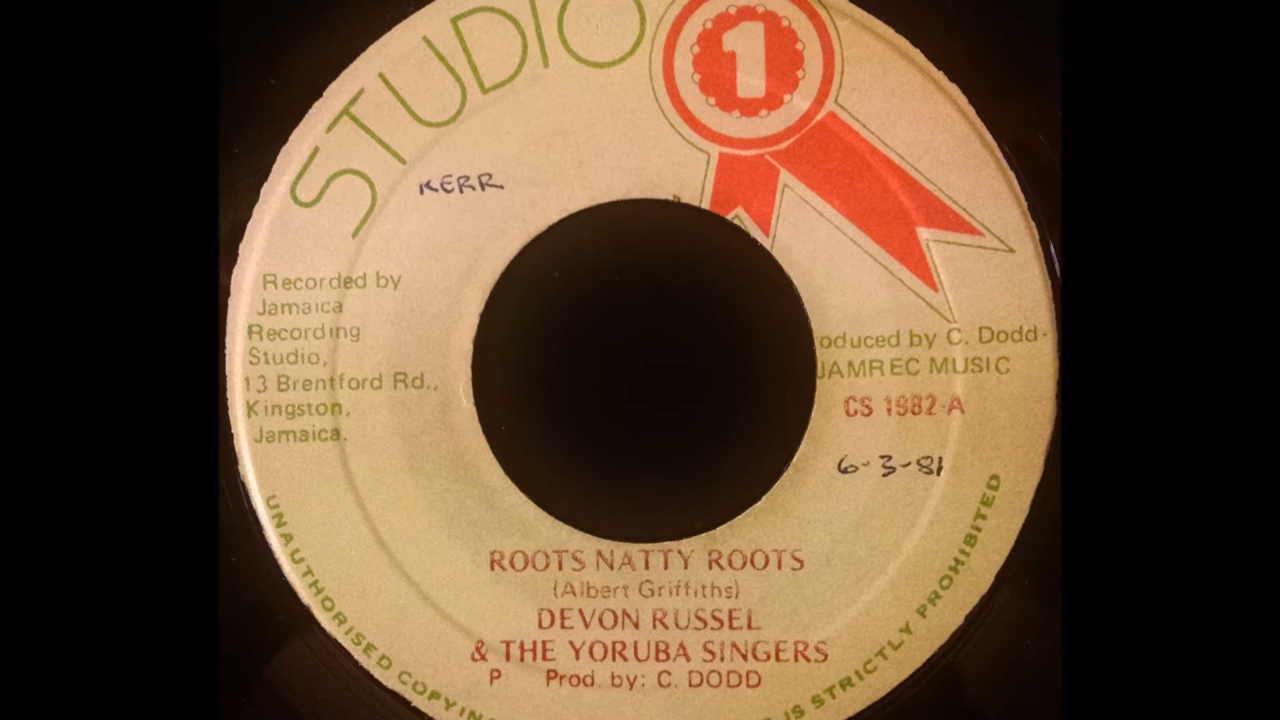 STUDIO
1
KERR
Recorded by
Jamaica
Recording
Studio,
13 Brentford Rd.,
Kingston,
Jamaica.
oduced by C. Dodd-
JAMREC MUSIC
CS 1982-A
6-3-81
ROOTS NATTY ROOTS
(Albert Griffiths)
DEVON RUSSEL
& THE YORUBA SINGERS
P Prod. by: C. DODD
UNAUTHORISED COPYING
IS STRICTLY PROHIBITED